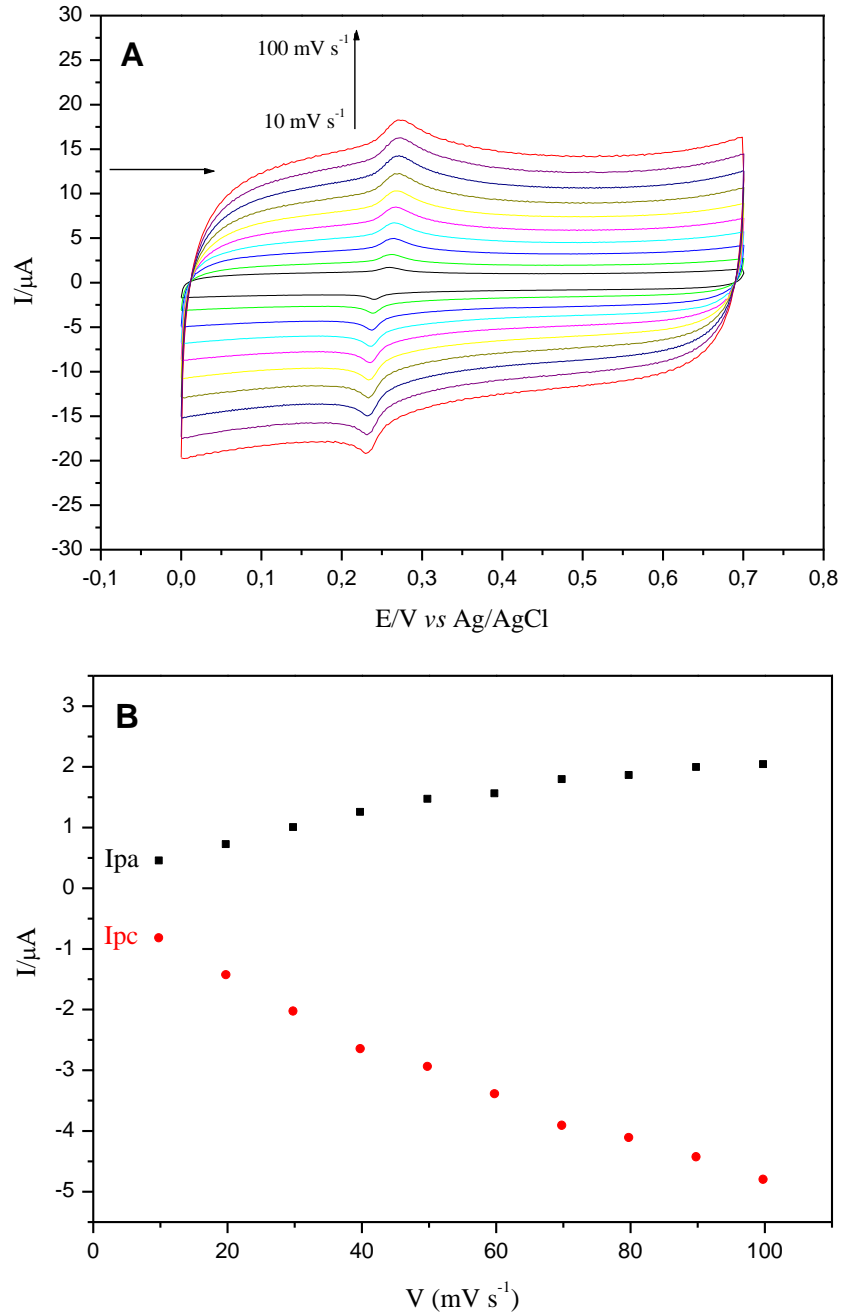 A
100 mV s⁻¹
10 mV s⁻¹
30
25
20
15
10
5
0
-5
-10
-15
-20
-25
-30
I/μA
-0,1 0,0 0,1 0,2 0,3 0,4 0,5 0,6 0,7 0,8
E/V vs Ag/AgCl
B
3
2
1
0
-1
-2
-3
-4
-5
I/μA
Ipa
Ipc
0 20 40 60 80 100
V (mV s⁻¹)